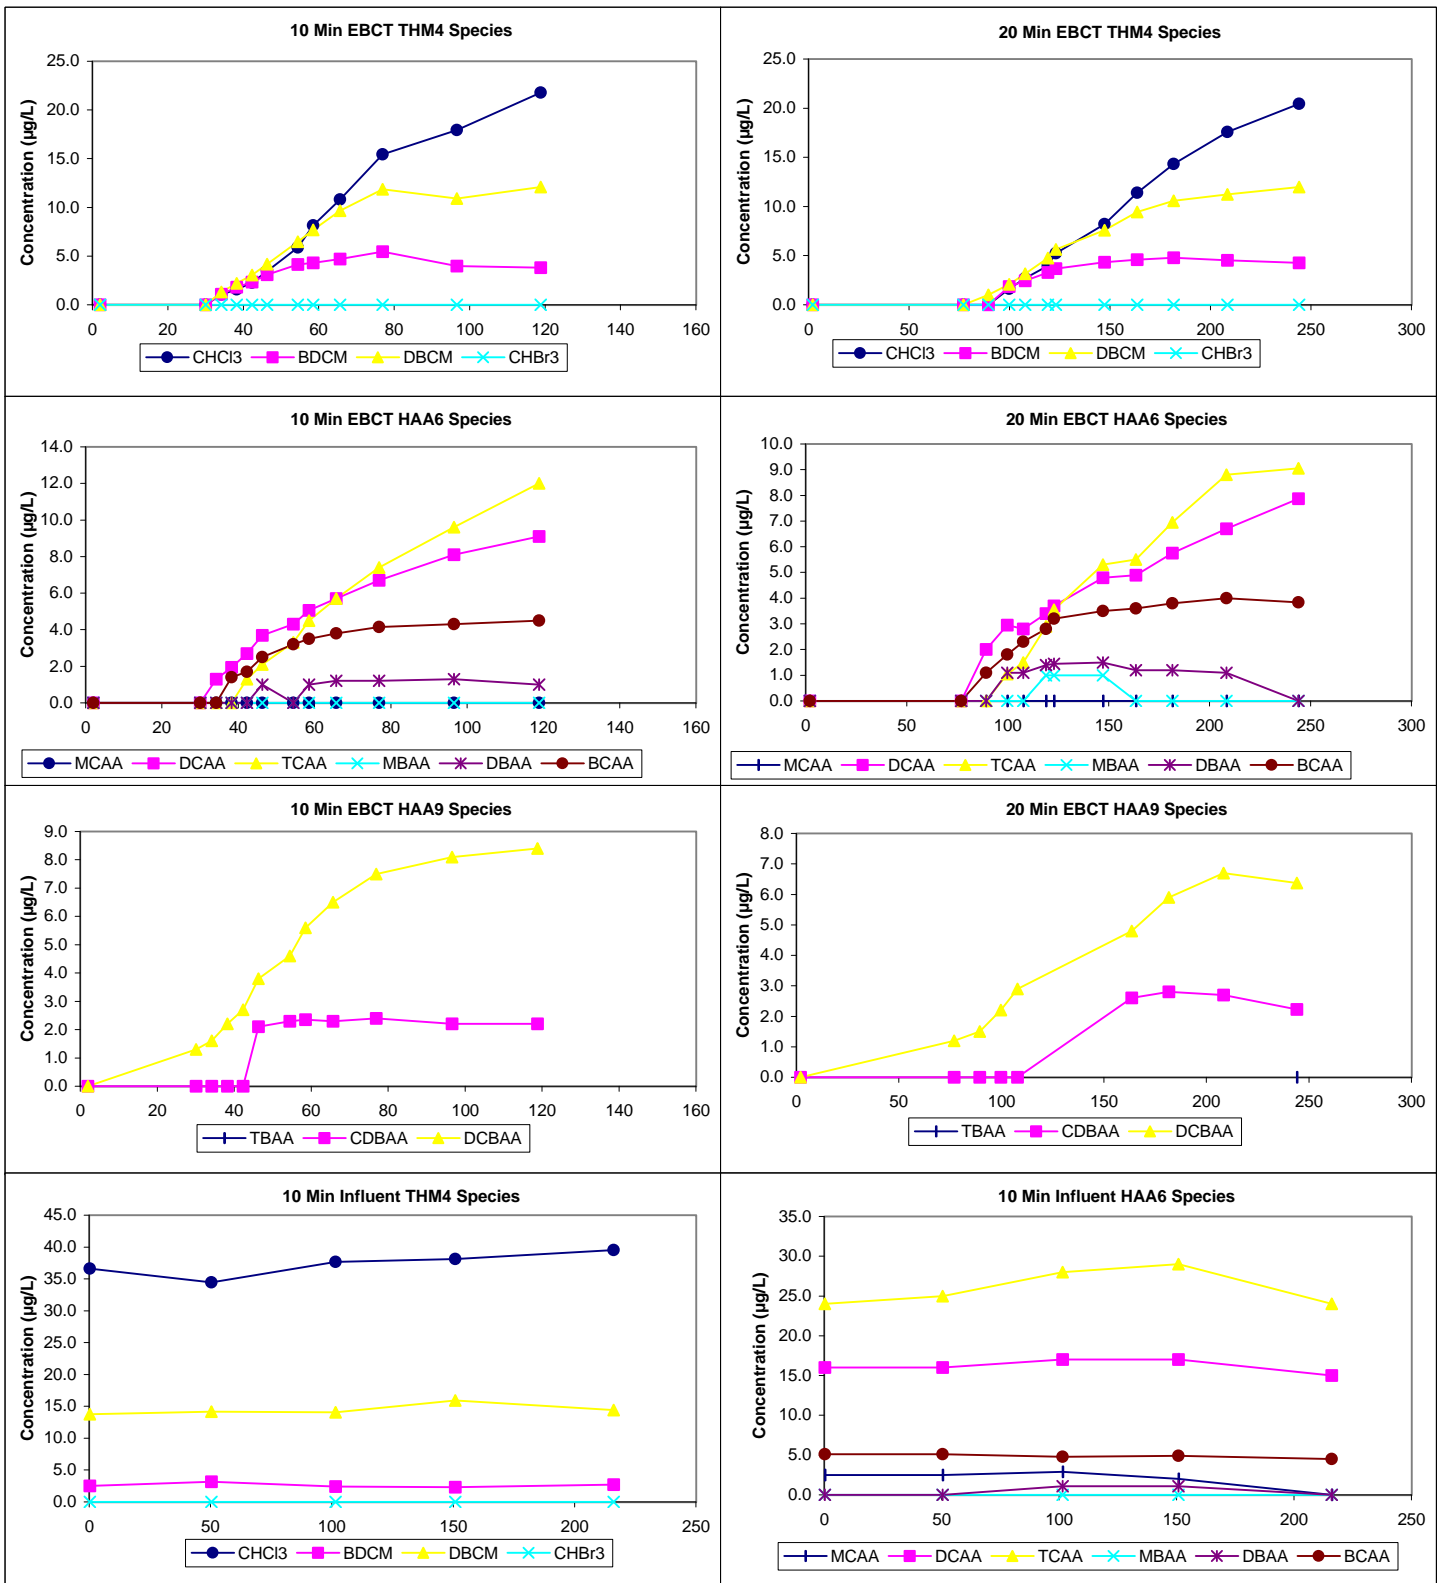 10 Min EBCT THM4 Species
Concentration (µg/L)
25.0
20.0
15.0
10.0
5.0
0.0
0 20 40 60 80 100 120 140 160
CHCl3 BDCM DBCM CHBr3
20 Min EBCT THM4 Species
Concentration (µg/L)
25.0
20.0
15.0
10.0
5.0
0.0
0 50 100 150 200 250 300
CHCl3 BDCM DBCM CHBr3
10 Min EBCT HAA6 Species
Concentration (µg/L)
14.0
12.0
10.0
8.0
6.0
4.0
2.0
0.0
0 20 40 60 80 100 120 140 160
MCAA DCAA TCAA MBAA DBAA BCAA
20 Min EBCT HAA6 Species
Concentration (µg/L)
10.0
9.0
8.0
7.0
6.0
5.0
4.0
3.0
2.0
1.0
0.0
0 50 100 150 200 250 300
MCAA DCAA TCAA MBAA DBAA BCAA
10 Min EBCT HAA9 Species
Concentration (µg/L)
9.0
8.0
7.0
6.0
5.0
4.0
3.0
2.0
1.0
0.0
0 20 40 60 80 100 120 140 160
TBAA CDBAA DCBAA
20 Min EBCT HAA9 Species
Concentration (µg/L)
8.0
7.0
6.0
5.0
4.0
3.0
2.0
1.0
0.0
0 50 100 150 200 250 300
TBAA CDBAA DCBAA
10 Min Influent THM4 Species
Concentration (µg/L)
45.0
40.0
35.0
30.0
25.0
20.0
15.0
10.0
5.0
0.0
0 50 100 150 200 250
CHCl3 BDCM DBCM CHBr3
10 Min Influent HAA6 Species
Concentration (µg/L)
35.0
30.0
25.0
20.0
15.0
10.0
5.0
0.0
0 50 100 150 200 250
MCAA DCAA TCAA MBAA DBAA BCAA